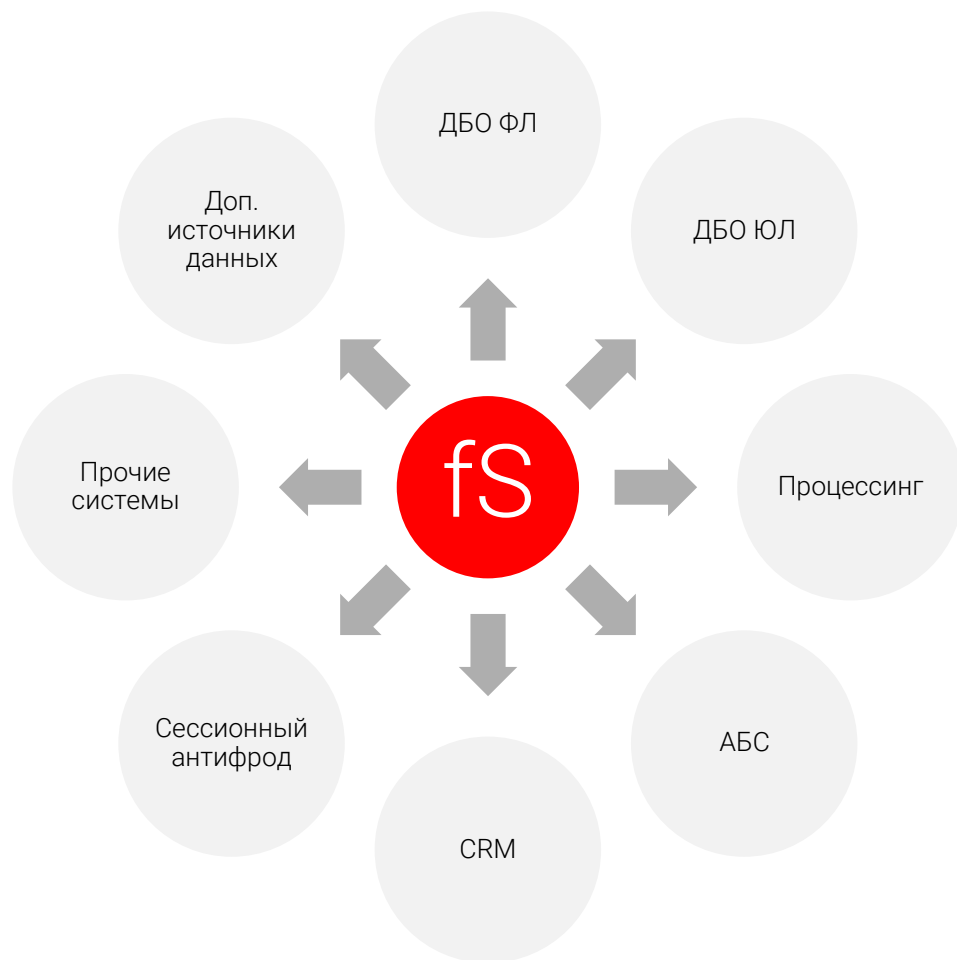 ДБО ФЛ
Доп.
источники
данных
ДБО ЮЛ
Прочие
системы
fS
Процессинг
Сессионный
антифрод
АБС
CRM